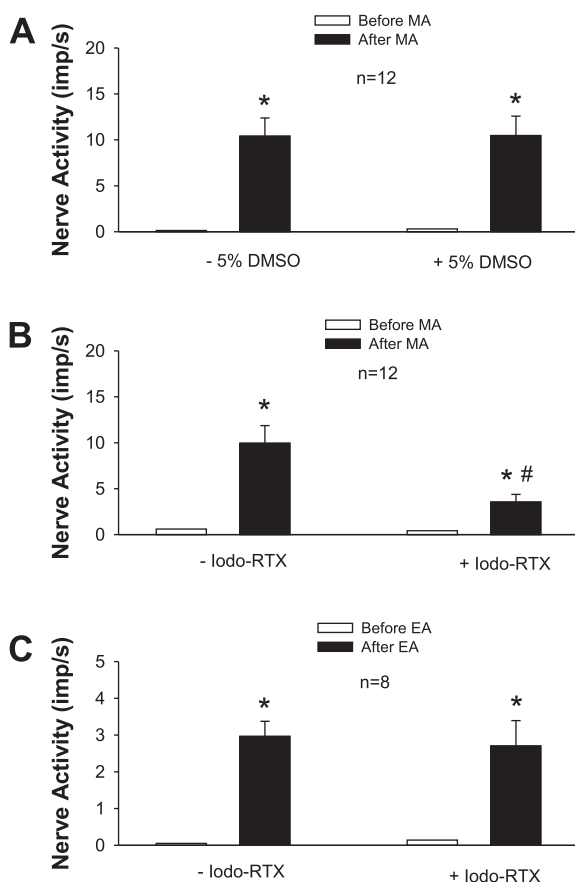 A
Before MA
After MA
n=12
Nerve Activity (imp/s)
20
15
10
5
0
*
*
- 5% DMSO
+ 5% DMSO
B
Before MA
After MA
n=12
Nerve Activity (imp/s)
20
15
10
5
0
*
* #
- Iodo-RTX
+ Iodo-RTX
C
Before EA
After EA
n=8
Nerve Activity (imp/s)
5
4
3
2
1
0
*
*
- Iodo-RTX
+ Iodo-RTX